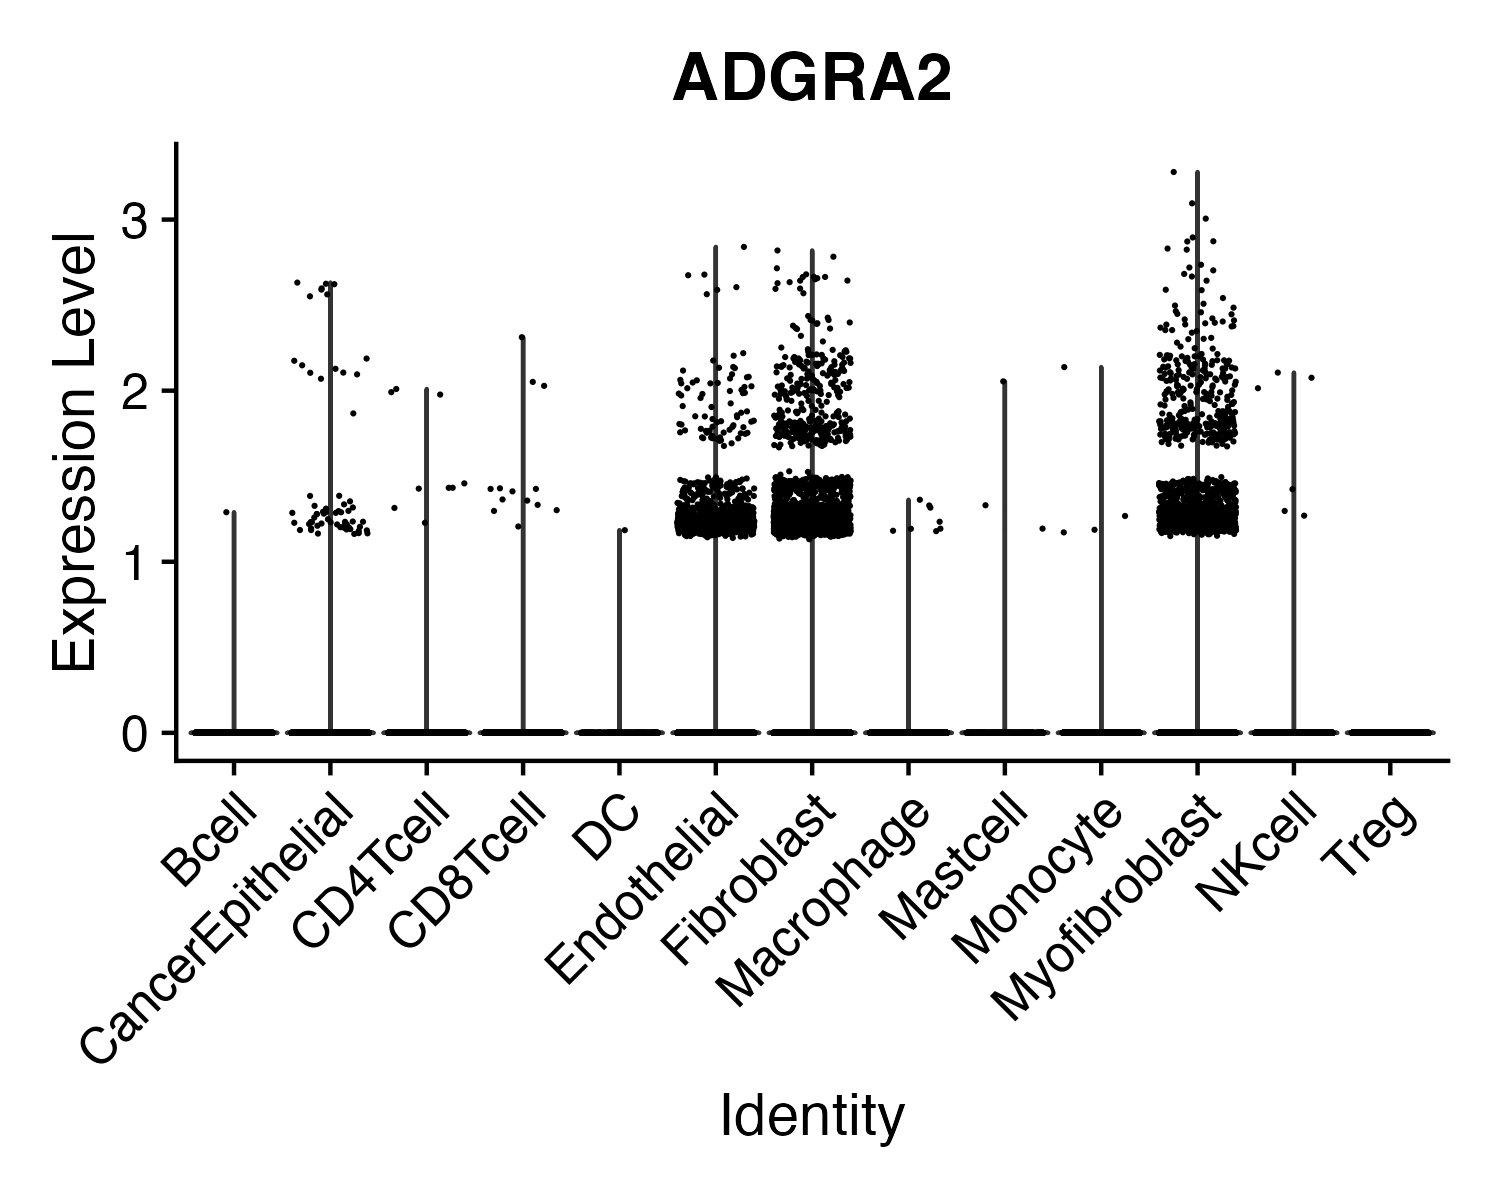 ADGRA2
Expression Level
3
2
1
0
Bcell
CancerEpithelial
CD4Tcell
CD8Tcell
DC
Endothelial
Fibroblast
Macrophage
Mastcell
Monocyte
Myofibroblast
NKcell
Treg
Identity